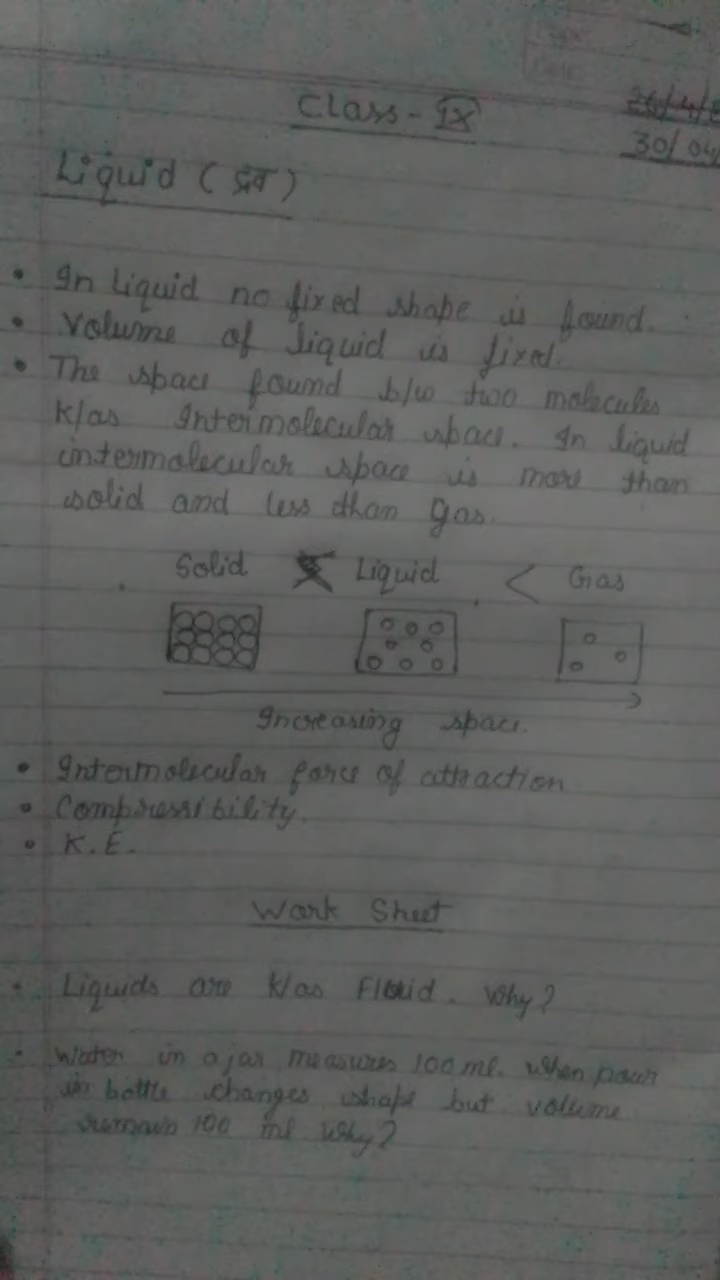 Class - IX
30/04
Liquid (द्रव)
• In Liquid no fixed shape is found.
• Volume of liquid is fixed.
• The space found b/w two molecules
k/as Intermolecular space. In liquid
intermolecular space is more than
solid and less than gas.
Solid < Liquid < Gas
Increasing space.
• Intermolecular force of attraction
• Compressibility.
• K.E.
Work Sheet
• Liquids are k/as Fluid. Why?
• Water in a jar measures 100 ml. when pour
in bottle changes shape but volume
remain 100 ml Why?